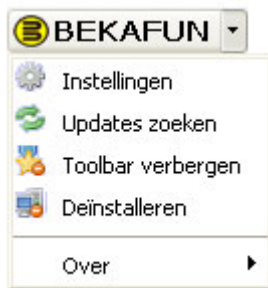 BEKAFUN
Instellingen
Updates zoeken
Toolbar verbergen
Deïnstalleren
Over